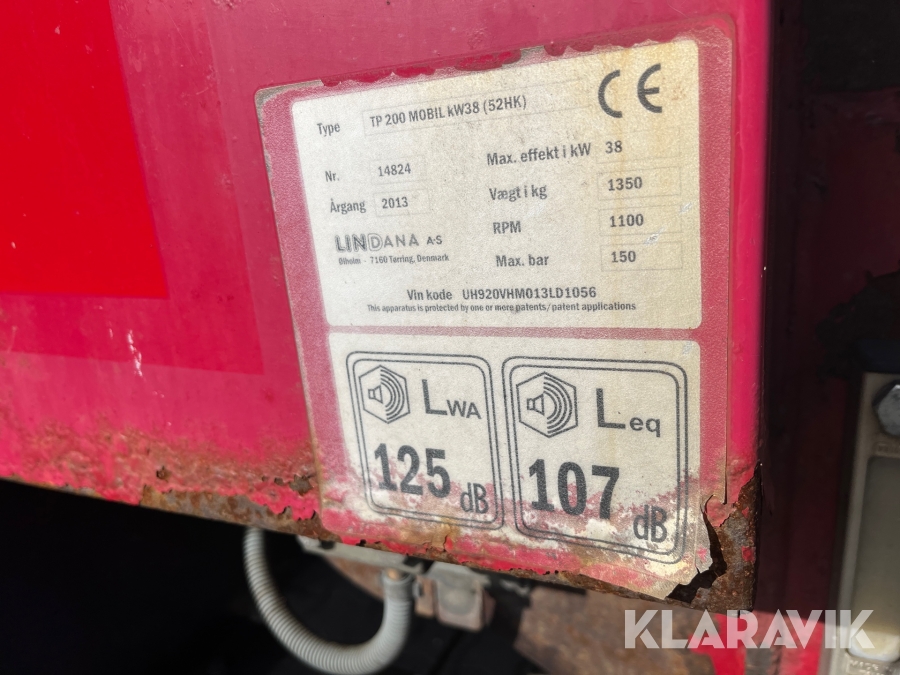 Type TP 200 MOBIL kW38 (52HK)
CE
Nr. 14824
Årgang 2013
LINDANA A-S
Ølholm - 7160 Tørring, Denmark
Max. effekt i kW 38
Vægt i kg 1350
RPM 1100
Max. bar 150
Vin kode UH920VHM013LD1056
This apparatus is protected by one or more patents/patent applications
LWA
125 dB
Leq
107 dB
KLARAVIK